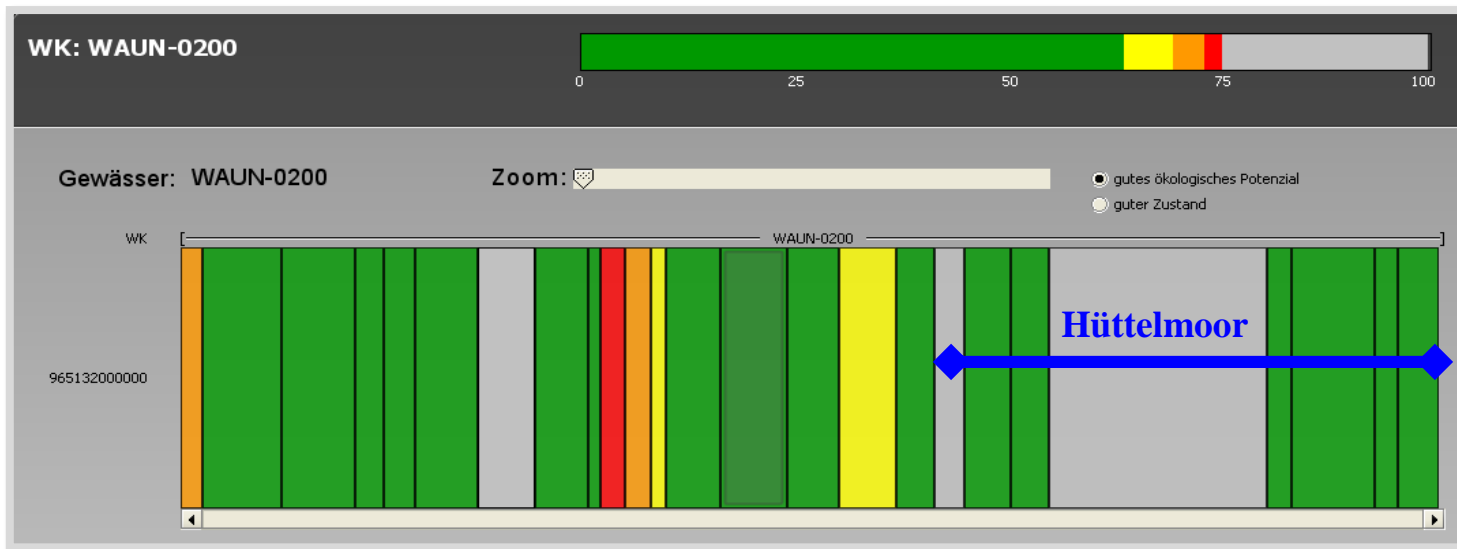 WK: WAUN-0200
0 25 50 75 100
Gewässer: WAUN-0200 Zoom:
gutes ökologisches Potenzial
guter Zustand
WK [ WAUN-0200 ]
Hüttelmoor
965132000000